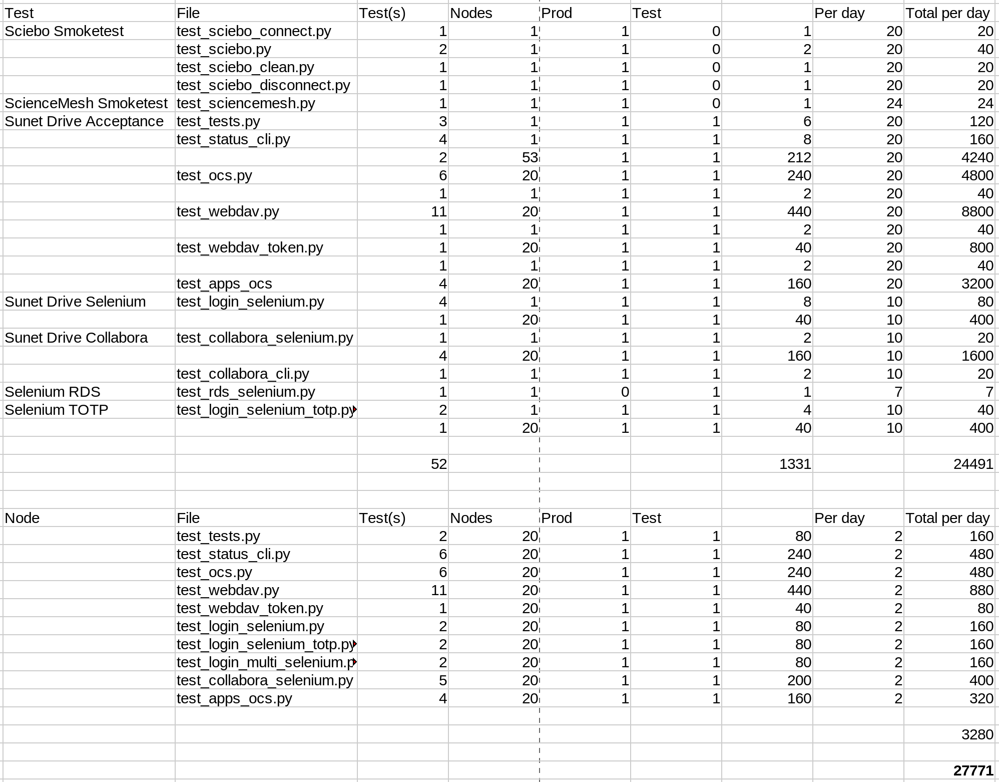 Test File Test(s) Nodes Prod Test Per day Total per day
Sciebo Smoketest test_sciebo_connect.py 1 1 1 0 1 20 20
test_sciebo.py 2 1 1 0 2 20 40
test_sciebo_clean.py 1 1 1 0 1 20 20
test_sciebo_disconnect.py 1 1 1 0 1 20 20
ScienceMesh Smoketest test_sciencemesh.py 1 1 1 0 1 24 24
Sunet Drive Acceptance test_tests.py 3 1 1 1 6 20 120
test_status_cli.py 4 1 1 1 8 20 160
2 53 1 1 212 20 4240
test_ocs.py 6 20 1 1 240 20 4800
1 1 1 1 2 20 40
test_webdav.py 11 20 1 1 440 20 8800
1 1 1 1 2 20 40
test_webdav_token.py 1 20 1 1 40 20 800
1 1 1 1 2 20 40
test_apps_ocs 4 20 1 1 160 20 3200
Sunet Drive Selenium test_login_selenium.py 4 1 1 1 8 10 80
1 20 1 1 40 10 400
Sunet Drive Collabora test_collabora_selenium.py 1 1 1 1 2 10 20
4 20 1 1 160 10 1600
test_collabora_cli.py 1 1 1 1 2 10 20
Selenium RDS test_rds_selenium.py 1 1 0 1 1 7 7
Selenium TOTP test_login_selenium_totp.py 2 1 1 1 4 10 40
1 20 1 1 40 10 400
52 1331 24491
Node File Test(s) Nodes Prod Test Per day Total per day
test_tests.py 2 20 1 1 80 2 160
test_status_cli.py 6 20 1 1 240 2 480
test_ocs.py 6 20 1 1 240 2 480
test_webdav.py 11 20 1 1 440 2 880
test_webdav_token.py 1 20 1 1 40 2 80
test_login_selenium.py 2 20 1 1 80 2 160
test_login_selenium_totp.py 2 20 1 1 80 2 160
test_login_multi_selenium.p 2 20 1 1 80 2 160
test_collabora_selenium.py 5 20 1 1 200 2 400
test_apps_ocs.py 4 20 1 1 160 2 320
3280
27771